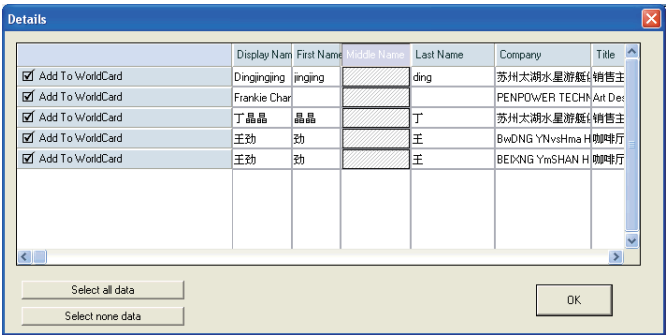 Details
Display Nam First Name Middle Name Last Name Company Title
Add To WorldCard Dingjingjing jingjing ding 苏州太湖水星游艇 销售主
Add To WorldCard Frankie Char PENPOWER TECHN Art Des
Add To WorldCard 丁晶晶 晶晶 丁 苏州太湖水星游艇 销售主
Add To WorldCard 王劲 劲 王 BwDNG YNvsHma H 咖啡厅
Add To WorldCard 王劲 劲 王 BEIXNG YmSHAN H 咖啡厅
Select all data
OK
Select none data